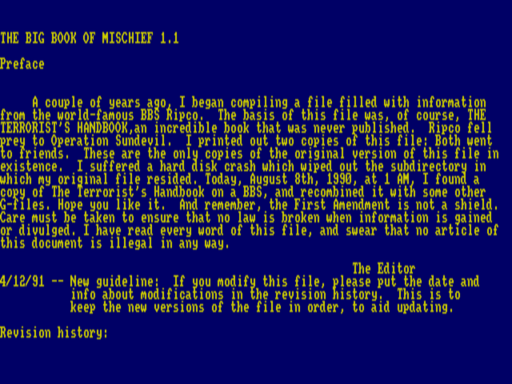 THE BIG BOOK OF MISCHIEF 1.1
Preface
A couple of years ago, I began compiling a file filled with information
from the world-famous BBS Ripco. The basis of this file was, of course, THE
TERRORIST'S HANDBOOK,an incredible book that was never published. Ripco fell
prey to Operation Sundevil. I printed out two copies of this file: Both went
to friends. These are the only copies of the original version of this file in
existence. I suffered a hard disk crash which wiped out the subdirectory in
which my original file resided. Today, August 8th, 1990, at 1 AM, I found a
copy of The Terrorist's Handbook on a BBS, and recombined it with some other
G-files. Hope you like it. And remember, the First Amendment is not a shield.
Care must be taken to ensure that no law is broken when information is gained
or divulged. I have read every word of this file, and swear that no article of
this document is illegal in any way.
The Editor
4/12/91 -- New guideline: If you modify this file, please put the date and
info about modifications in the revision history. This is to
keep the new versions of the file in order, to aid updating.
Revision history: